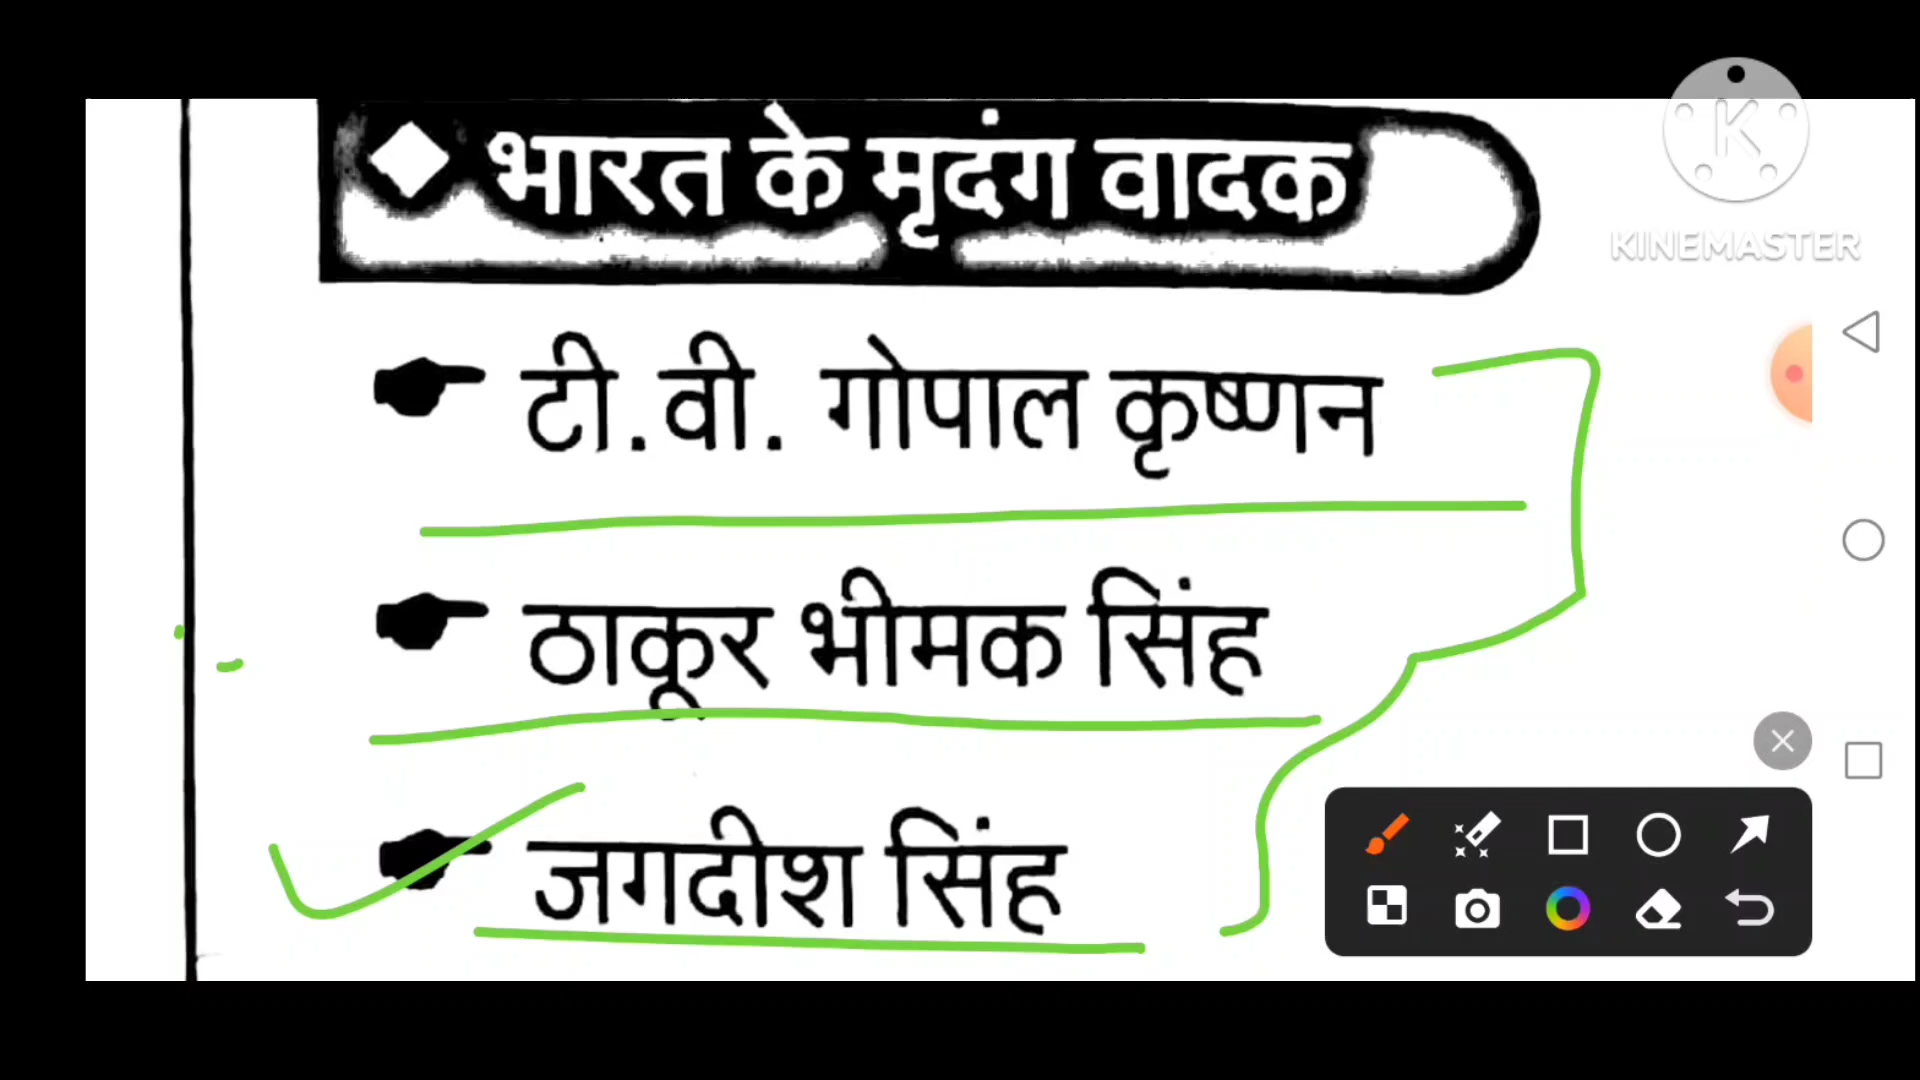 भारत के मृदंग वादक
KINEMASTER
टी.वी. गोपाल कृष्णन
ठाकूर भीमक सिंह
जगदीश सिंह